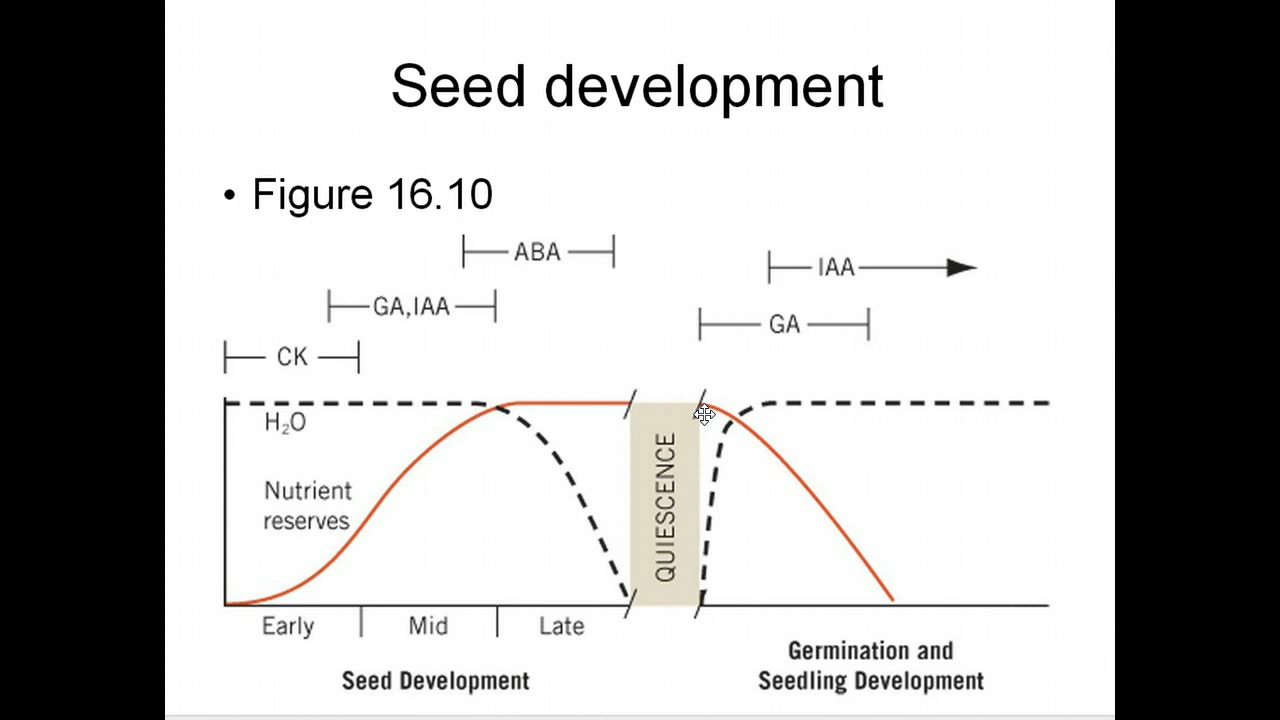 Seed development
• Figure 16.10
ABA
IAA
GA,IAA
GA
CK
H₂O
Nutrient
reserves
QUIESCENCE
Early
Mid
Late
Seed Development
Germination and
Seedling Development